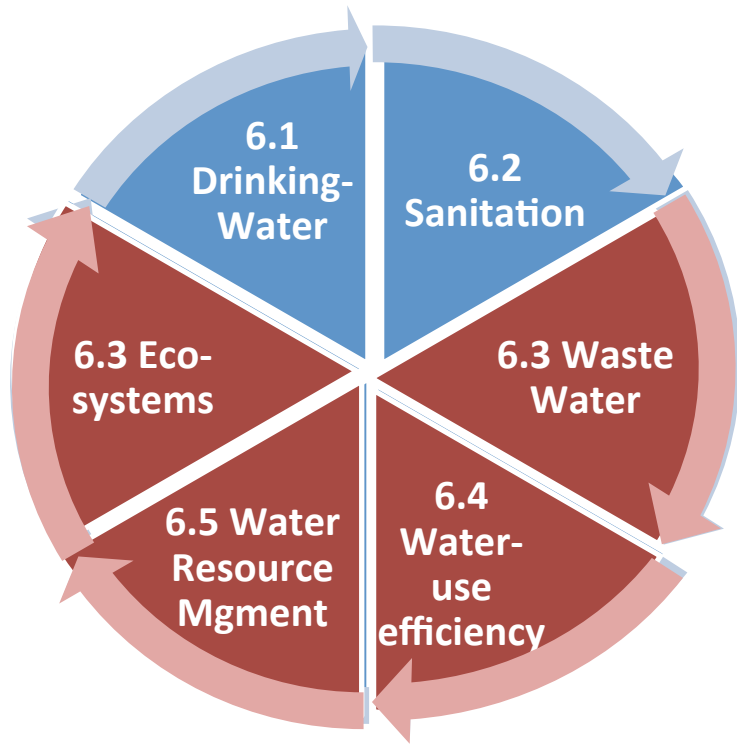 6.1
Drinking-
Water
6.2
Sanitation
6.3 Waste
Water
6.4
Water-
use
efficiency
6.5 Water
Resource
Mgment
6.3 Eco-
systems